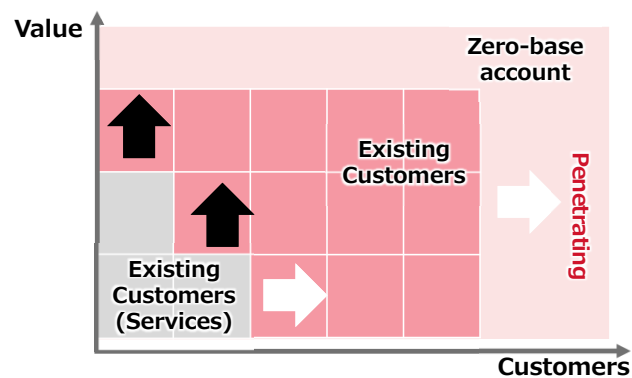 Value
Zero-base
account
Existing
Customers
Penetrating
Existing
Customers
(Services)
Customers